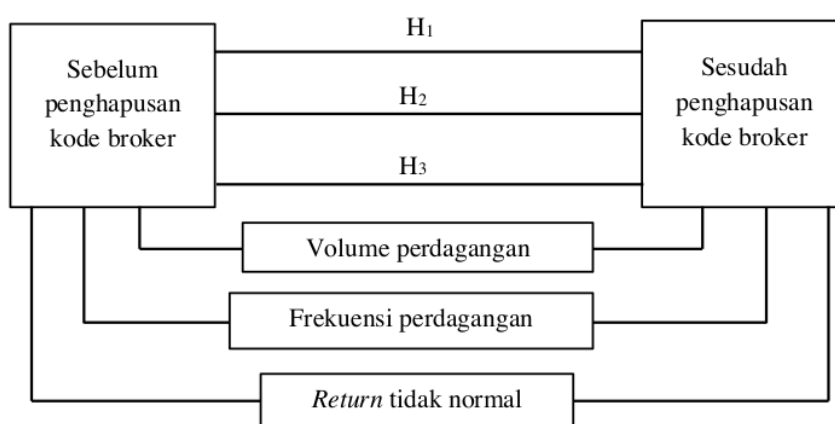 H1
Sebelum
penghapusan
kode broker
Sesudah
penghapusan
kode broker
H2
H3
Volume perdagangan
Frekuensi perdagangan
Return tidak normal